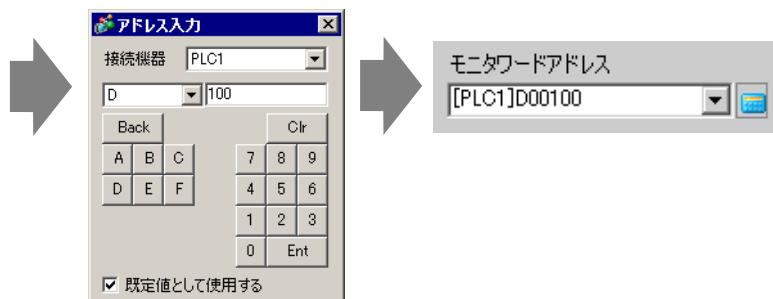 アドレス入力
接続機器 PLC1
D 100
Back Clr
A B C 7 8 9
D E F 4 5 6
1 2 3
0 Ent
既定値として使用する
モニタワードアドレス
[PLC1]D00100